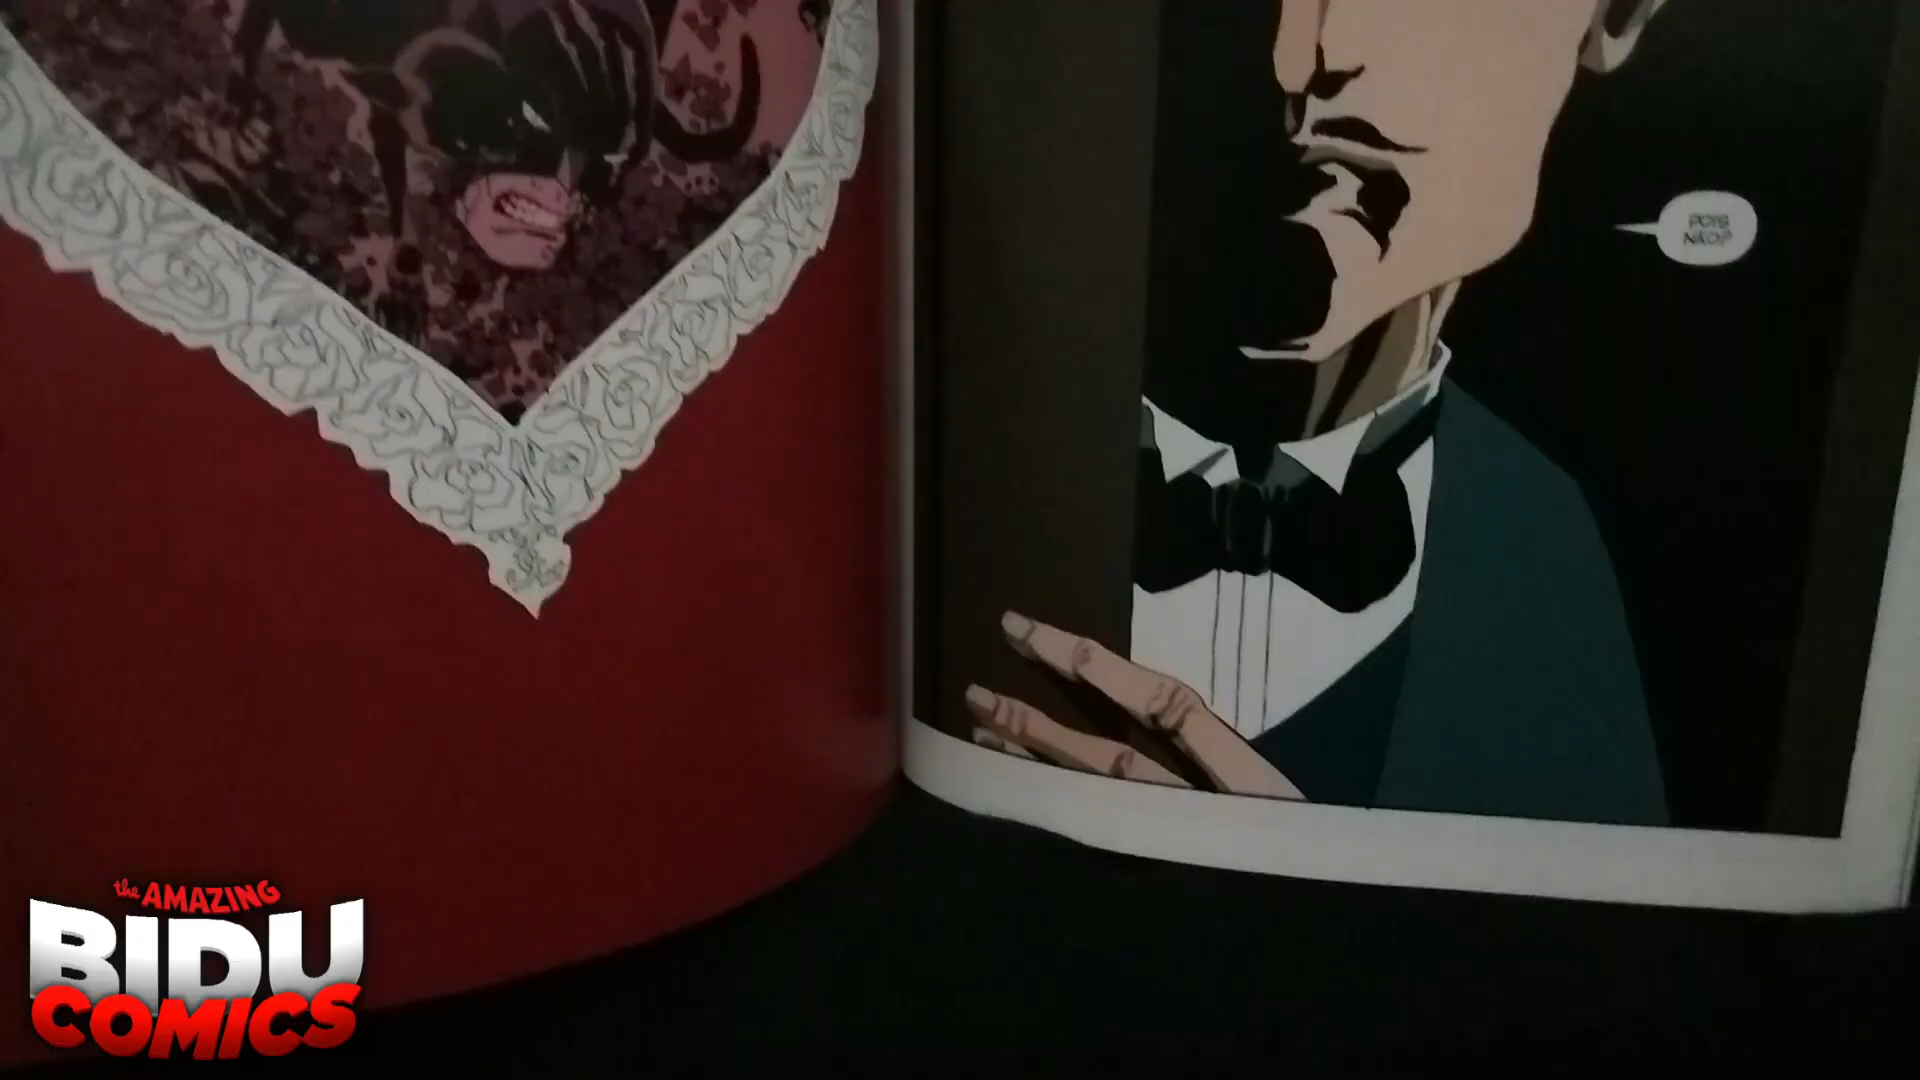 POIS
NÃO?
the AMAZING
BIDU
COMICS